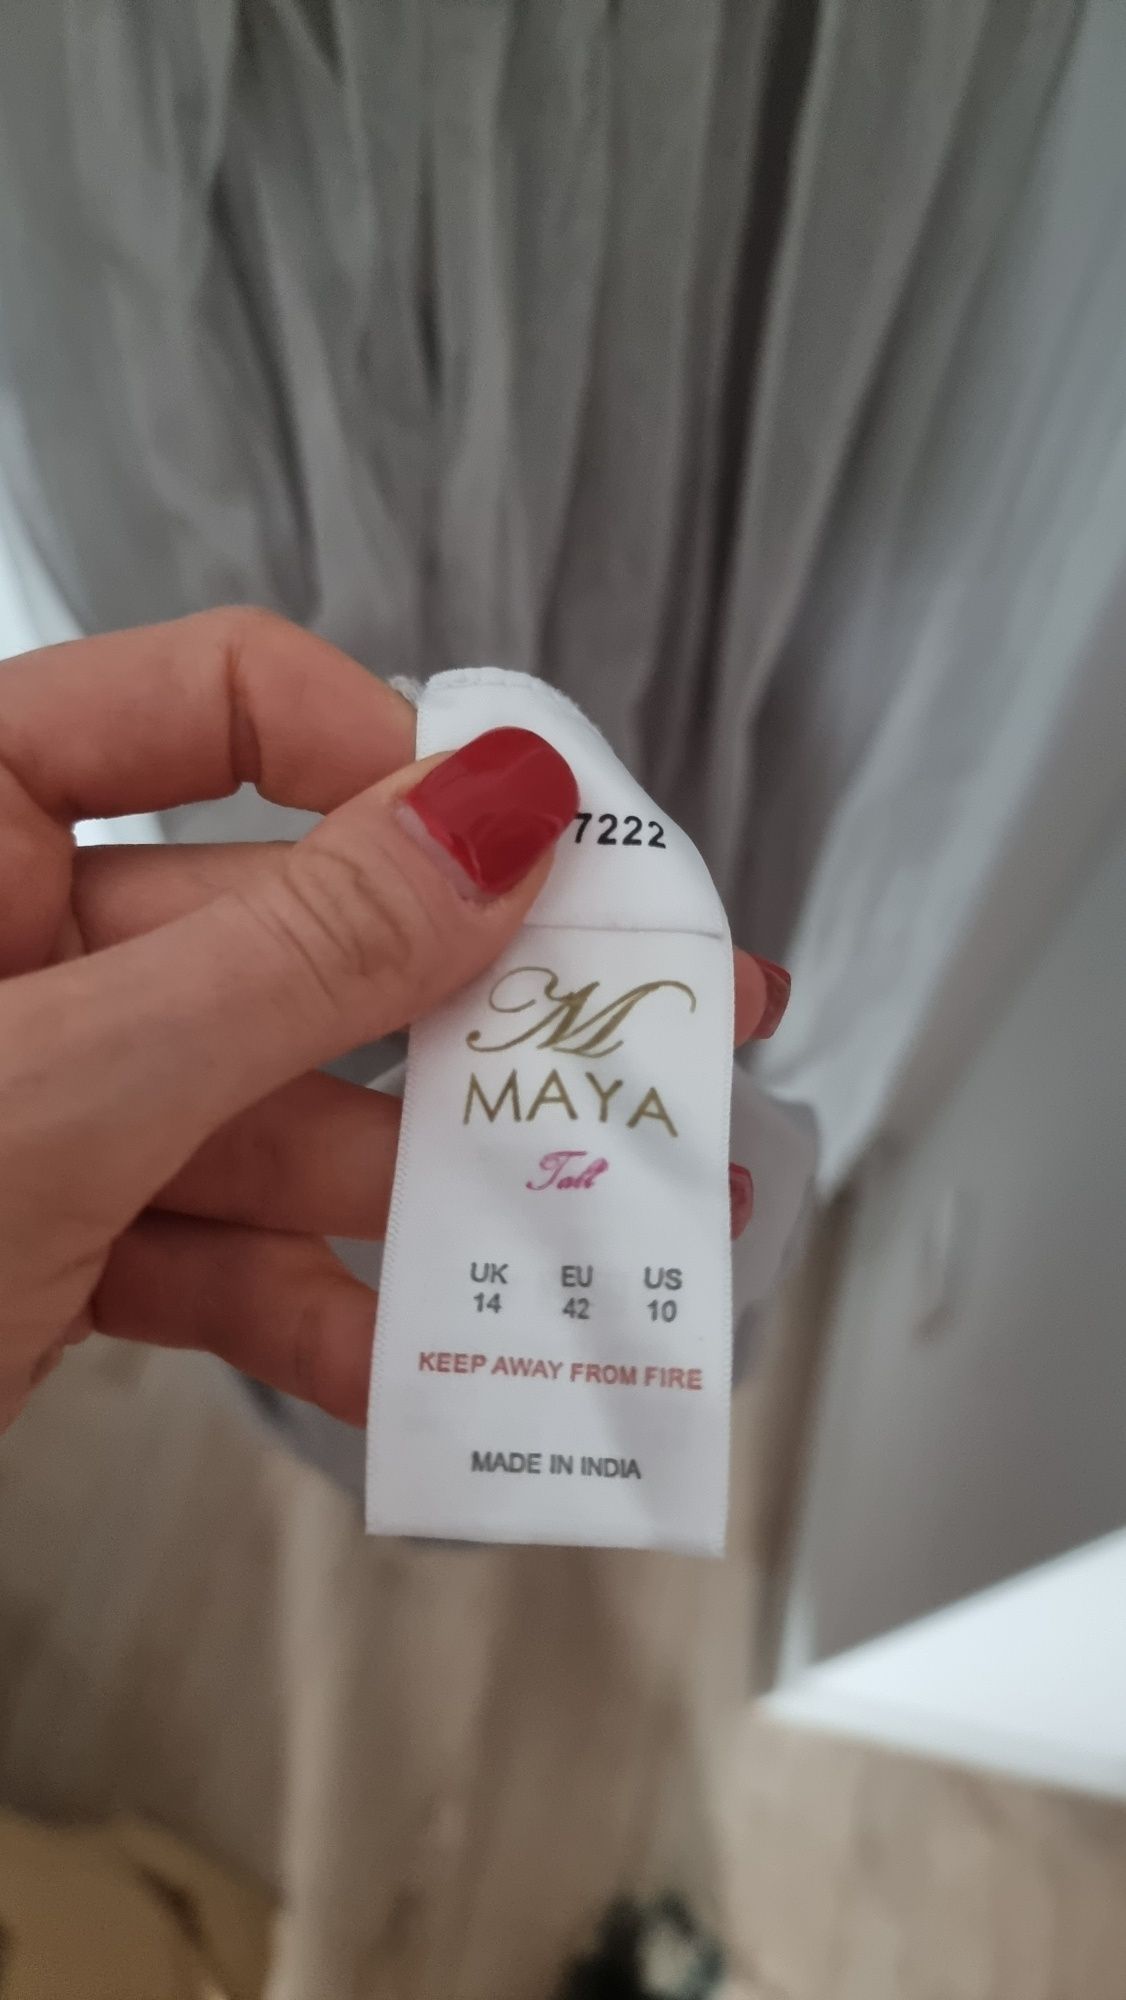 7222
M
MAYA
Tall
UK EU US
14 42 10
KEEP AWAY FROM FIRE
MADE IN INDIA